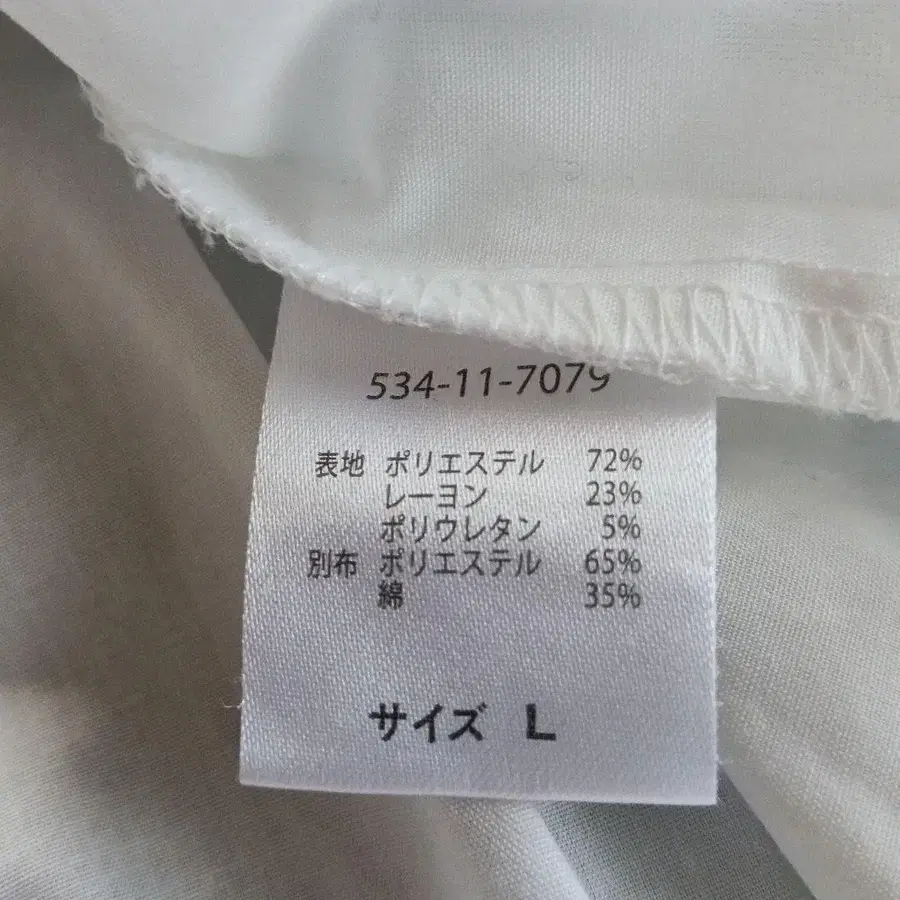 534-11-7079
表地 ポリエステル 72%
レーヨン 23%
ポリウレタン 5%
別布 ポリエステル 65%
綿 35%
サイズ L